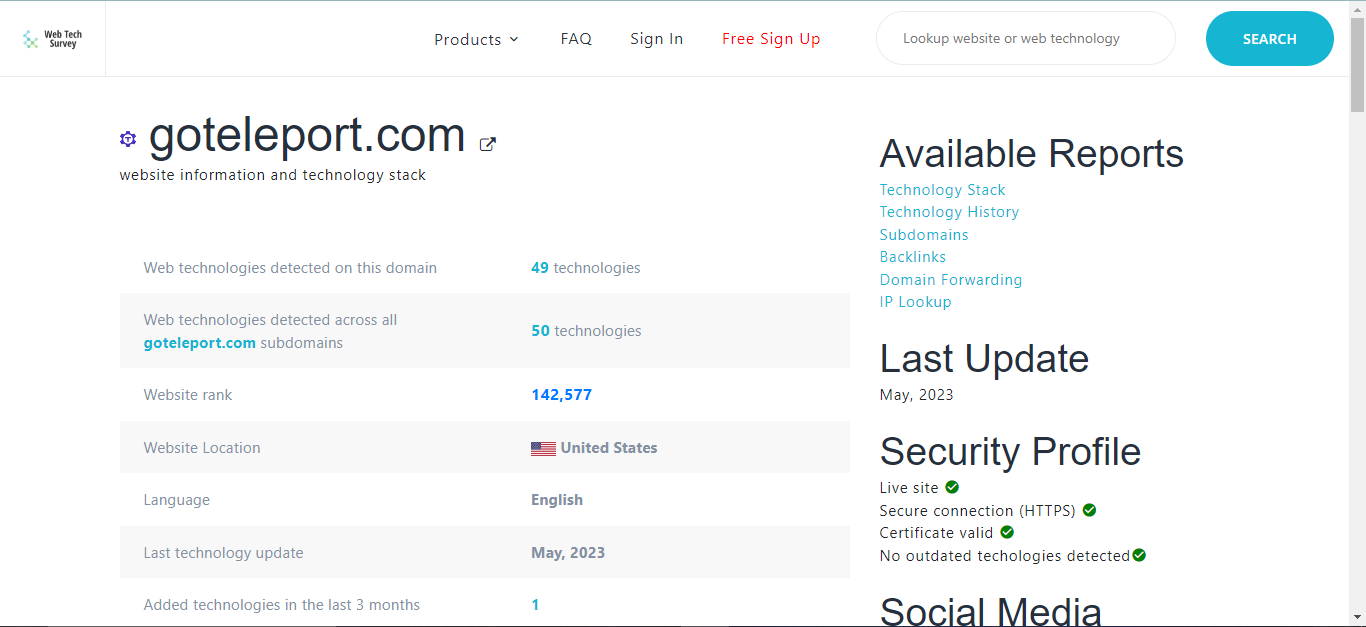 Web Tech
Survey
Products
FAQ
Sign In
Free Sign Up
Lookup website or web technology
SEARCH
goteleport.com
website information and technology stack
Web technologies detected on this domain
49 technologies
Web technologies detected across all
goteleport.com subdomains
50 technologies
Website rank
142,577
Website Location
United States
Language
English
Last technology update
May, 2023
Added technologies in the last 3 months
1
Available Reports
Technology Stack
Technology History
Subdomains
Backlinks
Domain Forwarding
IP Lookup
Last Update
May, 2023
Security Profile
Live site
Secure connection (HTTPS)
Certificate valid
No outdated techologies detected
Social Media